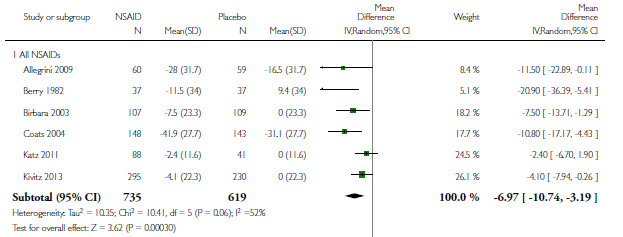 Study or subgroup NSAID Placebo Mean Difference Weight Mean Difference
N Mean(SD) N Mean(SD) IV,Random,95% CI IV,Random,95% CI
1 All NSAIDs
Allegrini 2009 60 -28 (31.7) 59 -16.5 (31.7) 8.4 % -11.50 [ -22.89, -0.11 ]
Berry 1982 37 -11.5 (34) 37 9.4 (34) 5.1 % -20.90 [ -36.39, -5.41 ]
Birbara 2003 107 -7.5 (23.3) 109 0 (23.3) 18.2 % -7.50 [ -13.71, -1.29 ]
Coats 2004 148 -41.9 (27.7) 143 -31.1 (27.7) 17.7 % -10.80 [ -17.17, -4.43 ]
Katz 2011 88 -2.4 (11.6) 41 0 (11.6) 24.5 % -2.40 [ -6.70, 1.90 ]
Kivitz 2013 295 -4.1 (22.3) 230 0 (22.3) 26.1 % -4.10 [ -7.94, -0.26 ]
Subtotal (95% CI) 735 619 100.0 % -6.97 [ -10.74, -3.19 ]
Heterogeneity: Tau² = 10.35; Chi² = 10.41, df = 5 (P = 0.06); I² =52%
Test for overall effect: Z = 3.62 (P = 0.00030)